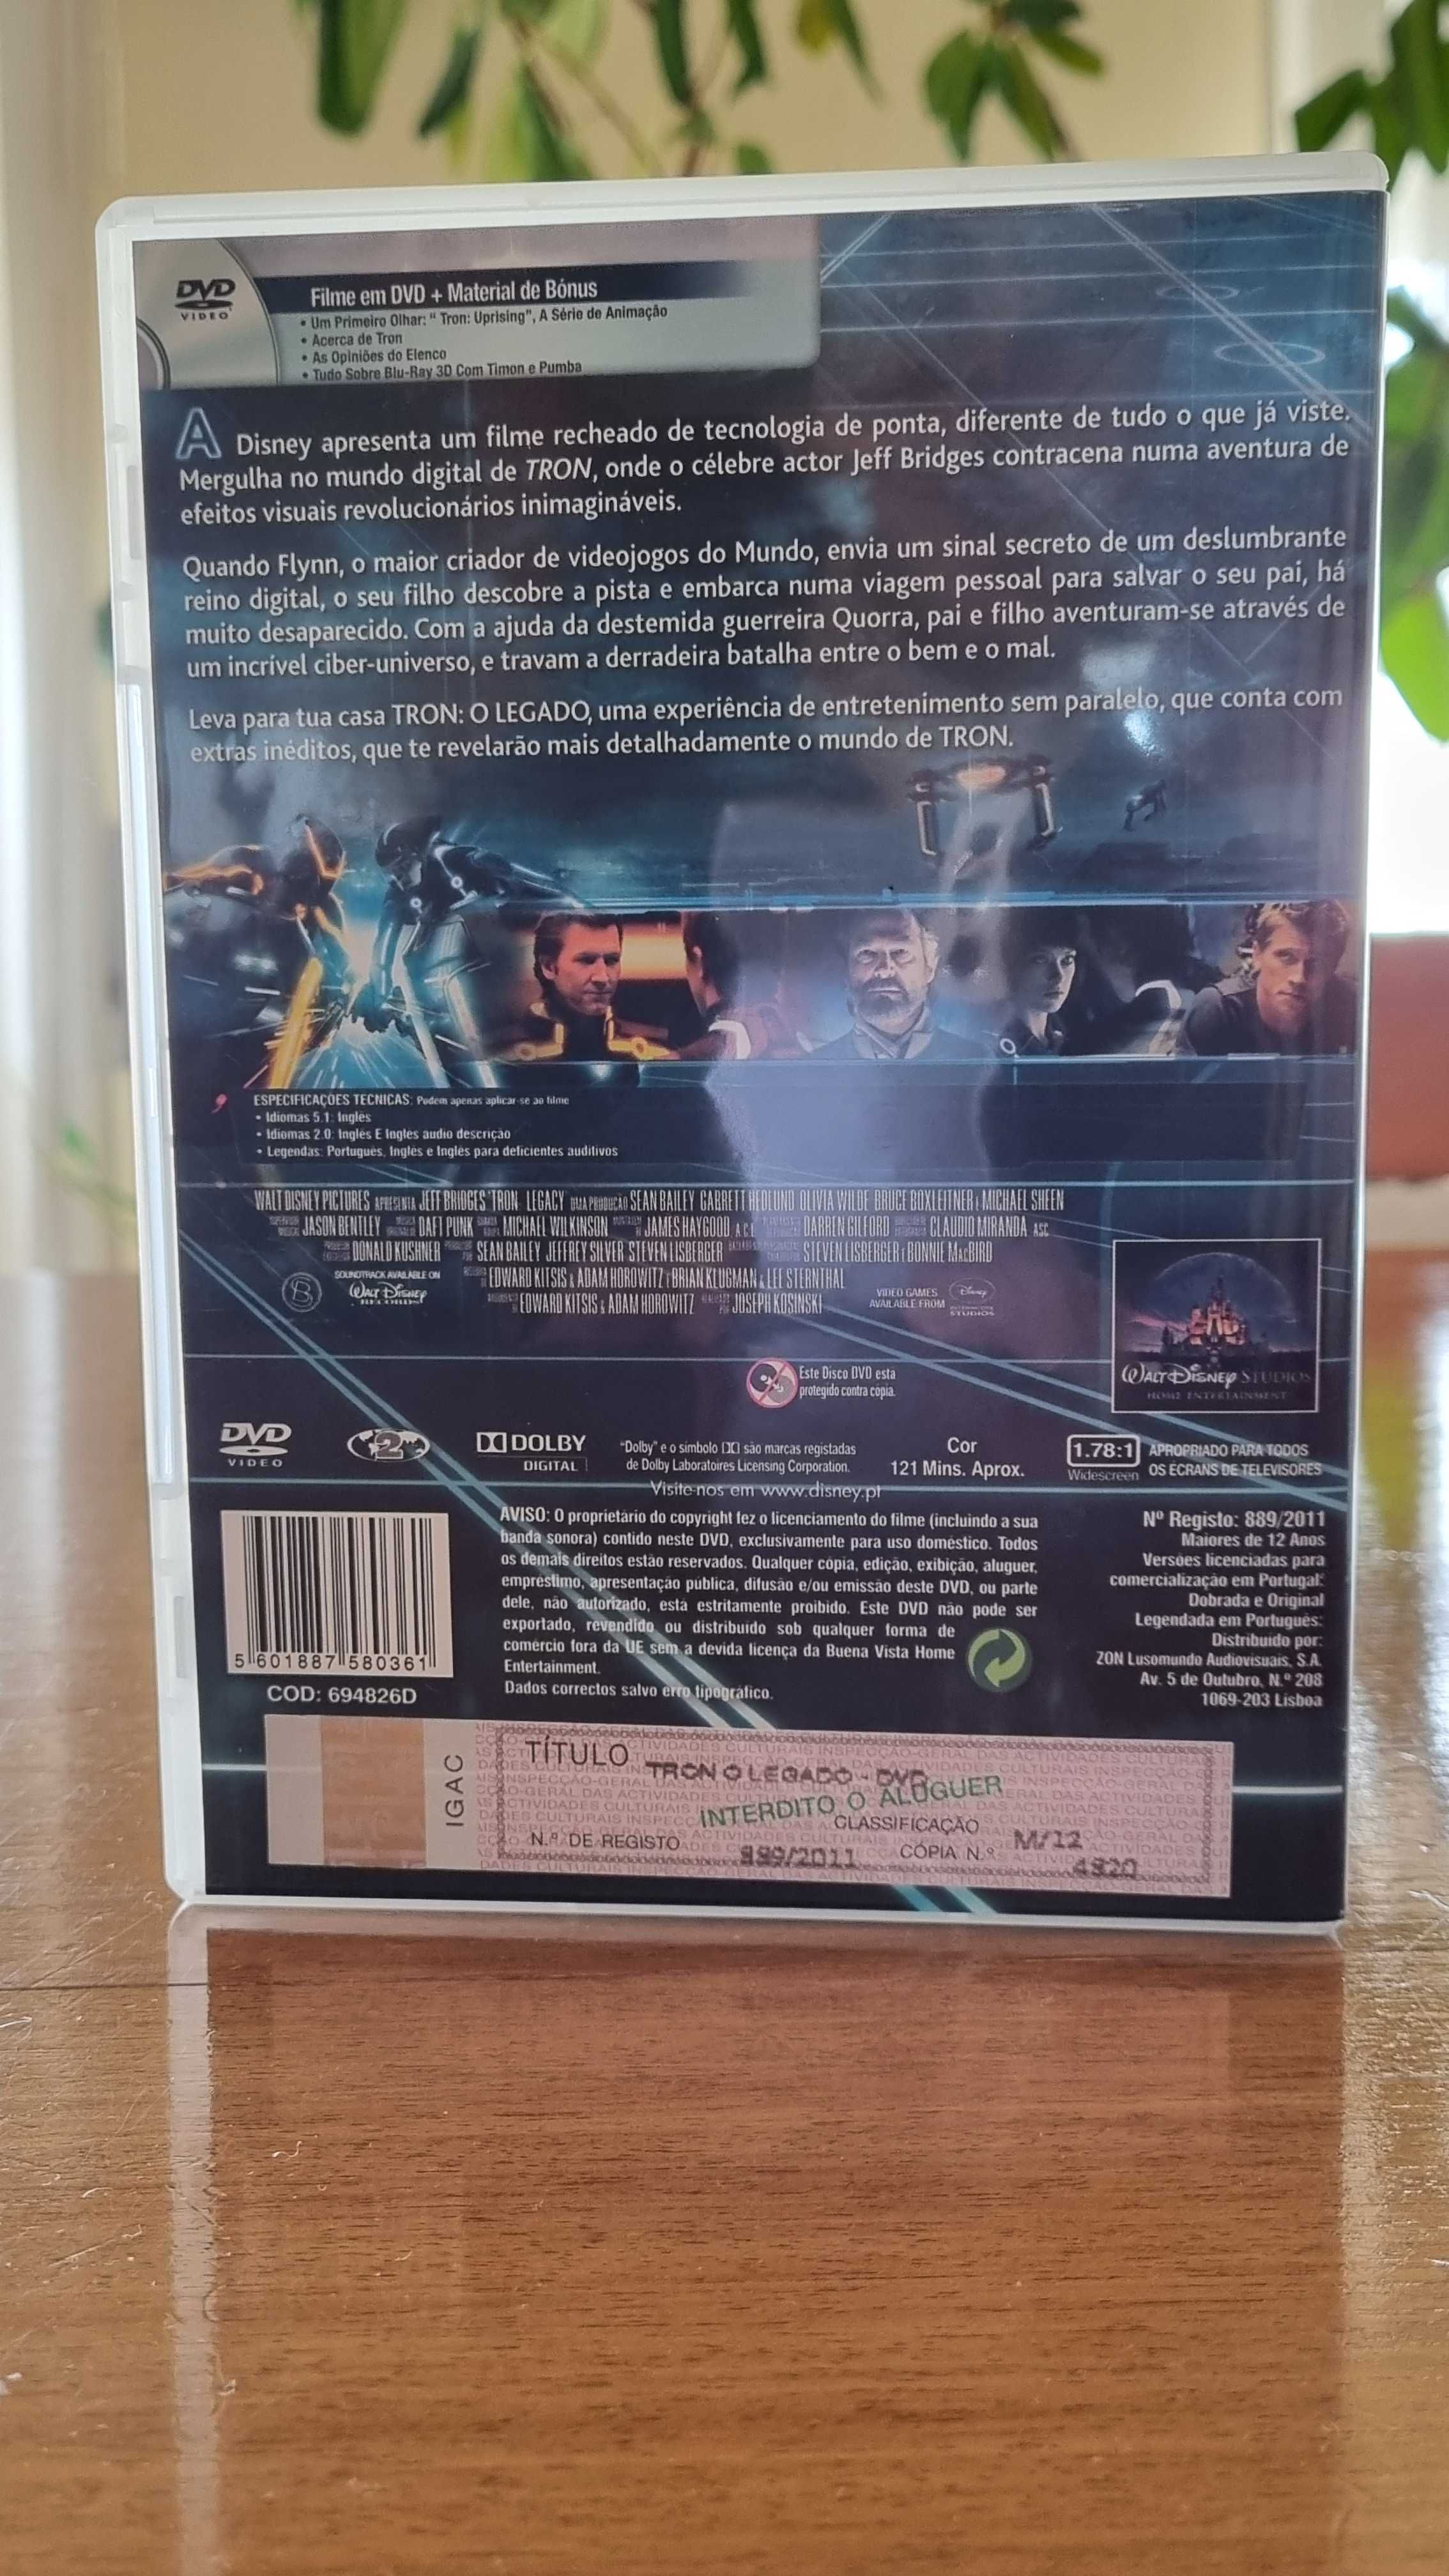 DVD
VIDEO
Filme em DVD + Material de Bónus
• Um Primeiro Olhar: " Tron: Uprising", A Série de Animação
• Acerca de Tron
• As Opiniões do Elenco
• Tudo Sobre Blu-Ray 3D Com Timon e Pumba
A Disney apresenta um filme recheado de tecnologia de ponta, diferente de tudo o que já viste.
Mergulha no mundo digital de TRON, onde o célebre actor Jeff Bridges contracena numa aventura de
efeitos visuais revolucionários inimagináveis.
Quando Flynn, o maior criador de videojogos do Mundo, envia um sinal secreto de um deslumbrante
reino digital, o seu filho descobre a pista e embarca numa viagem pessoal para salvar o seu pai, há
muito desaparecido. Com a ajuda da destemida guerreira Quorra, pai e filho aventuram-se através de
um incrível ciber-universo, e travam a derradeira batalha entre o bem e o mal.
Leva para tua casa TRON: O LEGADO, uma experiência de entretenimento sem paralelo, que conta com
extras inéditos, que te revelarão mais detalhadamente o mundo de TRON.
ESPECIFICAÇÕES TECNICAS: Podem apenas aplicar-se ao filme
• Idiomas 5.1: Inglês
• Idiomas 2.0: Inglês E Inglês audio descrição
• Legendas: Português, Inglês e Inglês para deficientes auditivos
WALT DISNEY PICTURES APRESENTA JEFF BRIDGES "TRON: LEGACY" UMA PRODUÇÃO SEAN BAILEY GARRETT HEDLUND OLIVIA WILDE BRUCE BOXLEITNER E MICHAEL SHEEN
JASON BENTLEY DAFT PUNK MICHAEL WILKINSON JAMES HAYGOOD, A.C.E. DARREN GILFORD CLAUDIO MIRANDA, ASC
DONALD KUSHNER SEAN BAILEY JEFFREY SILVER STEVEN LISBERGER STEVEN LISBERGER E BONNIE MacBIRD
SOUNDTRACK AVAILABLE ON
WALT DISNEY
RECORDS
EDWARD KITSIS & ADAM HOROWITZ E BRIAN KLUGMAN & LEE STERNTHAL
EDWARD KITSIS & ADAM HOROWITZ JOSEPH KOSINSKI
VIDEO GAMES
AVAILABLE FROM
Disney
STUDIOS
WALT DISNEY STUDIOS
HOME ENTERTAINMENT
Este Disco DVD está
protegido contra cópia.
DVD
VIDEO
2
DOLBY
DIGITAL
"Dolby" e o símbolo são marcas registadas
de Dolby Laboratoires Licensing Corporation.
Cor
121 Mins. Aprox.
1.78:1
Widescreen
APROPRIADO PARA TODOS
OS ECRANS DE TELEVISORES
Visite-nos em www.disney.pt
AVISO: O proprietário do copyright fez o licenciamento do filme (incluindo a sua
banda sonora) contido neste DVD, exclusivamente para uso doméstico. Todos
os demais direitos estão reservados. Qualquer cópia, edição, exibição, aluguer,
empréstimo, apresentação pública, difusão e/ou emissão deste DVD, ou parte
dele, não autorizado, está estritamente proibido. Este DVD não pode ser
exportado, revendido ou distribuído sob qualquer forma de
comércio fora da UE sem a devida licença da Buena Vista Home
Entertainment.
Dados correctos salvo erro tipográfico.
Nº Registo: 889/2011
Maiores de 12 Anos
Versões licenciadas para
comercialização em Portugal:
Dobrada e Original
Legendada em Português:
Distribuido por:
ZON Lusomundo Audiovisuais, S.A.
Av. 5 de Outubro, N.º 208
1069-203 Lisboa
5 601887 580361
COD: 694826D
IGAC
TÍTULO
TRON O LEGADO - DVD
INTERDITO O ALUGUER
CLASSIFICAÇÃO
M/12
N.º DE REGISTO
889/2011
CÓPIA N.º
4820